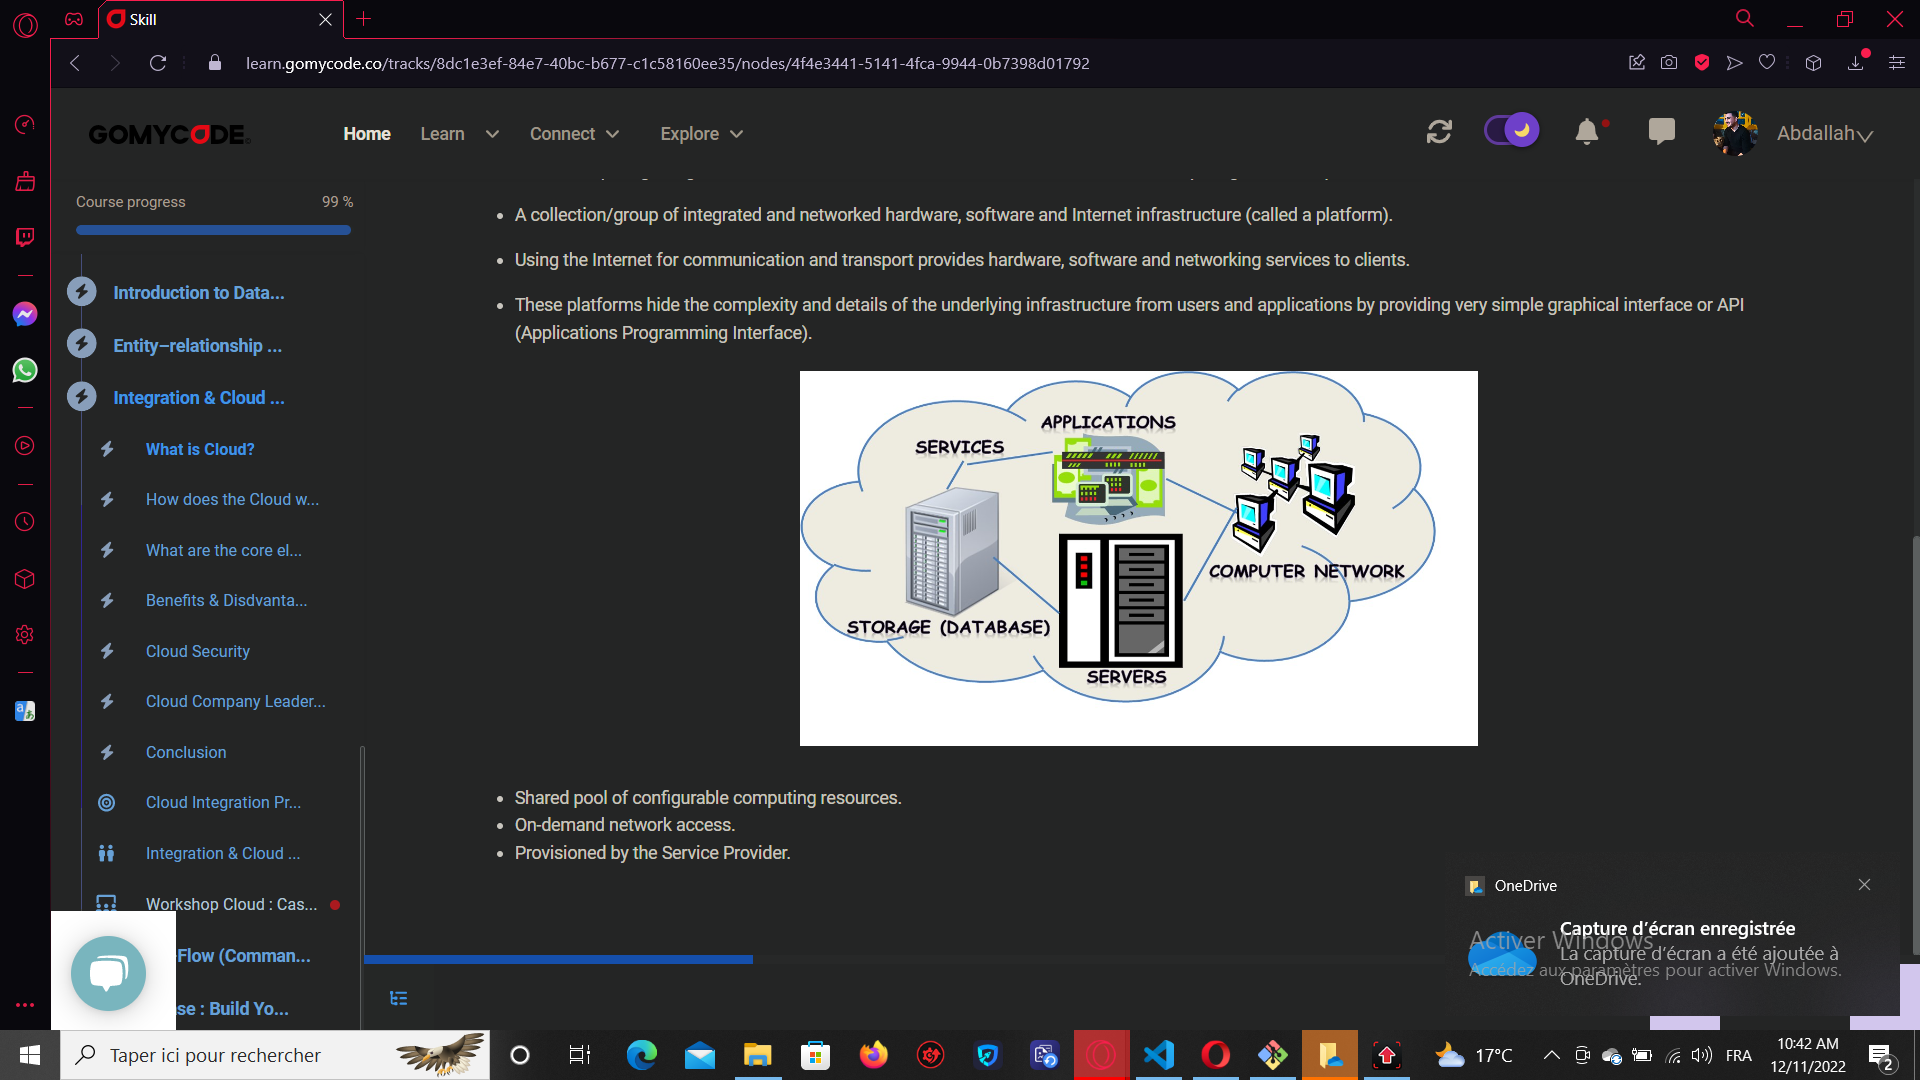 Skill
learn.gomycode.co/tracks/8dc1e3ef-84e7-40bc-b677-c1c58160ee35/nodes/4f4e3441-5141-4fca-9944-0b7398d01792
GOMYCODE
Home
Learn
Connect
Explore
Abdallah
Course progress
99 %
Introduction to Data...
Entity–relationship ...
Integration & Cloud ...
What is Cloud?
How does the Cloud w...
What are the core el...
Benefits & Disdvanta...
Cloud Security
Cloud Company Leader...
Conclusion
Cloud Integration Pr...
Integration & Cloud ...
Workshop Cloud : Cas...
Flow (Comman...
se : Build Yo...
• A collection/group of integrated and networked hardware, software and Internet infrastructure (called a platform).
• Using the Internet for communication and transport provides hardware, software and networking services to clients.
• These platforms hide the complexity and details of the underlying infrastructure from users and applications by providing very simple graphical interface or API
(Applications Programming Interface).
APPLICATIONS
SERVICES
COMPUTER NETWORK
STORAGE (DATABASE)
SERVERS
• Shared pool of configurable computing resources.
• On-demand network access.
• Provisioned by the Service Provider.
OneDrive
Capture d'écran enregistrée
La capture d'écran a été ajoutée à
OneDrive.
Activer Windows
Accédez aux paramètres pour activer Windows.
Taper ici pour rechercher
17°C
FRA
10:42 AM
12/11/2022
2